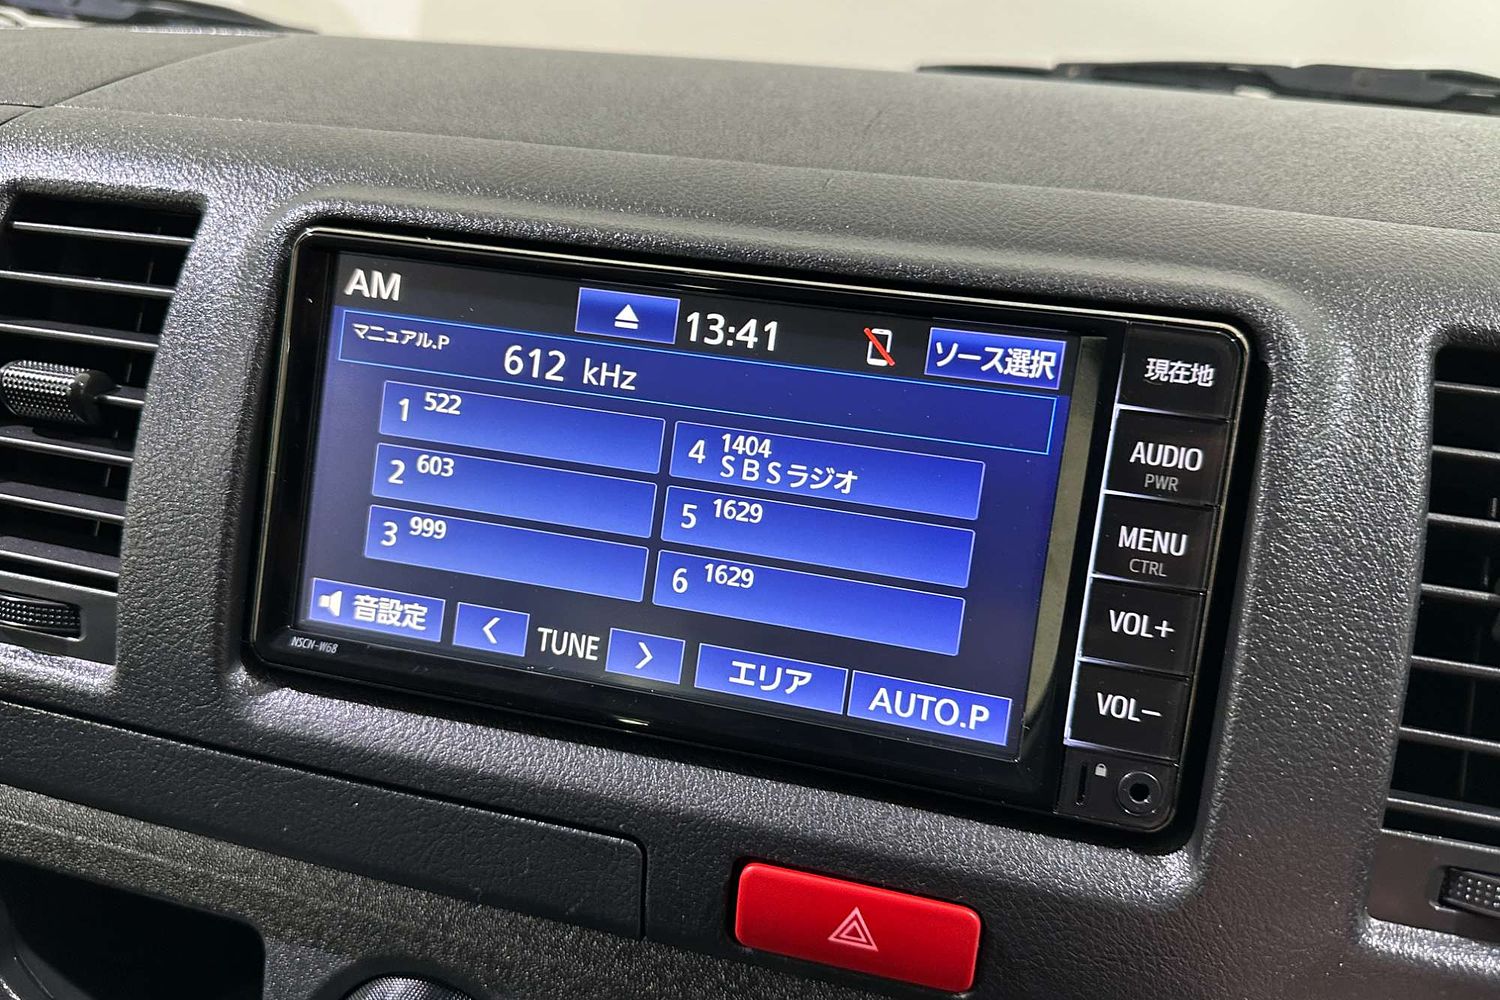 AM
13:41
ソース選択
マニュアル.P
612 kHz
1 522
2 603
3 999
4 1404
SBSラジオ
5 1629
6 1629
音設定
TUNE
エリア
AUTO.P
NSCN-W68
現在地
AUDIO
PWR
MENU
CTRL
VOL+
VOL-